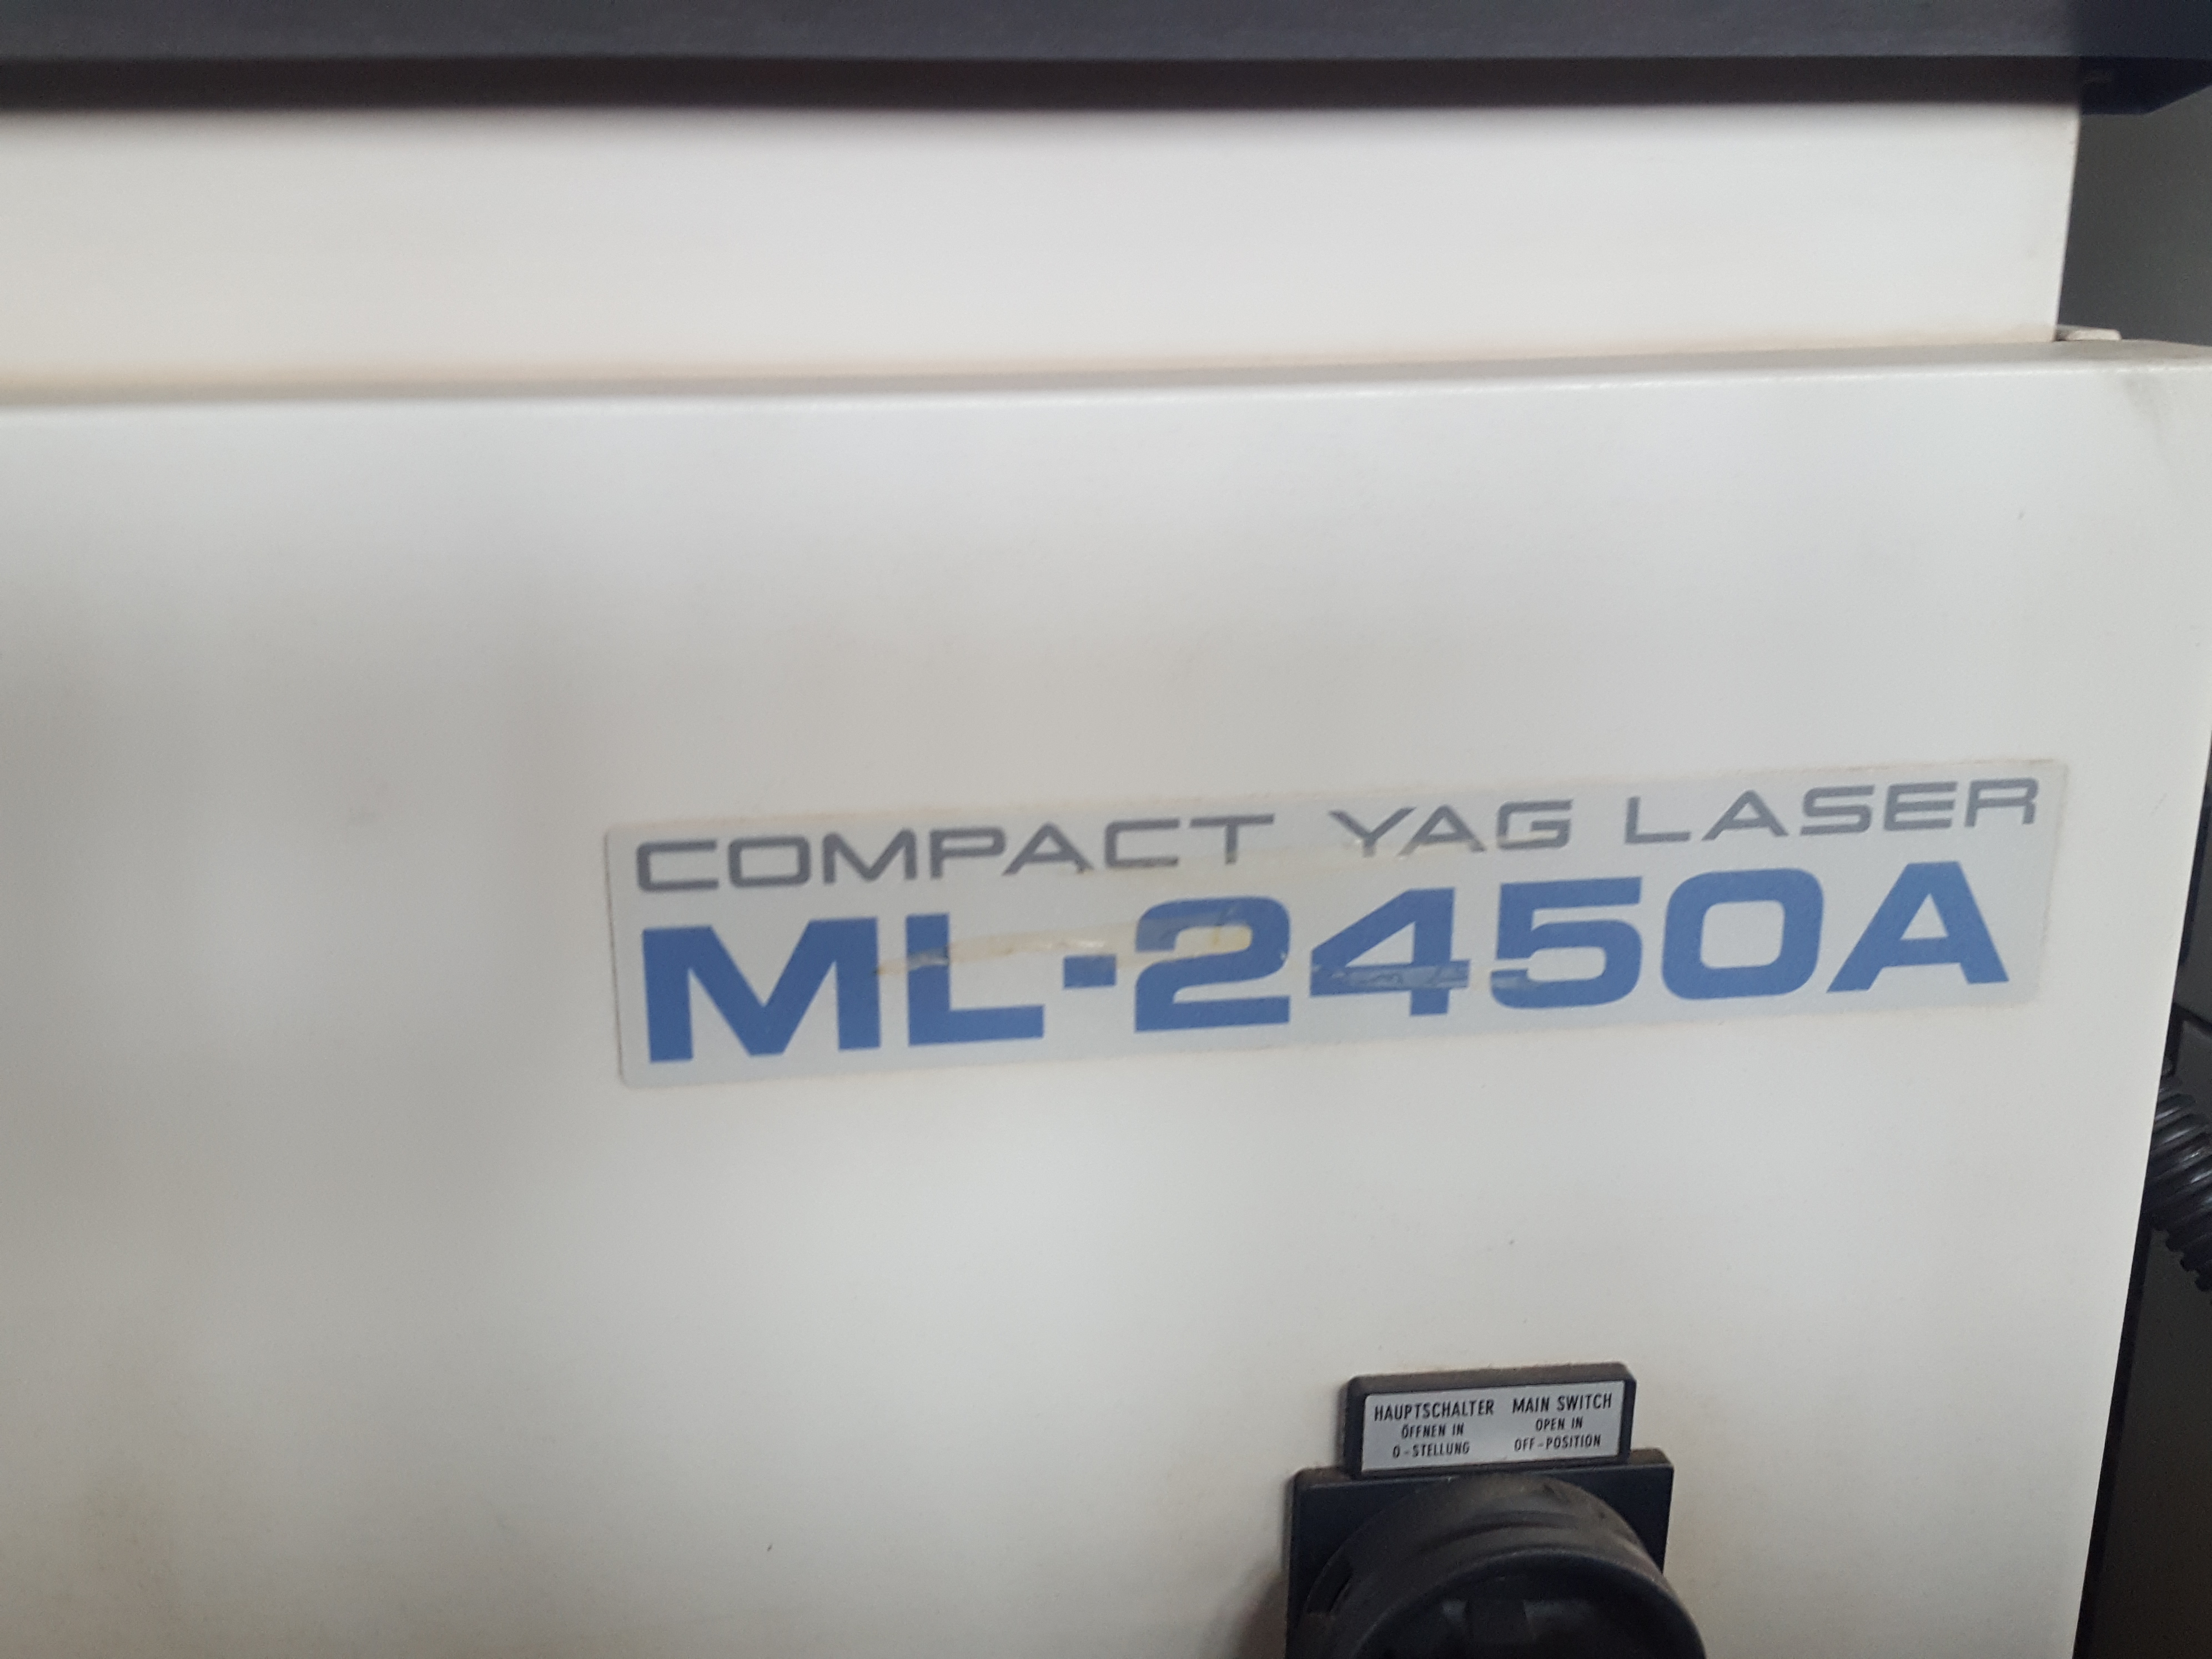 COMPACT YAG LASER
ML-2450A
HAUPTSCHALTER MAIN SWITCH
ÖFFNEN IN OPEN IN
0-STELLUNG OFF-POSITION